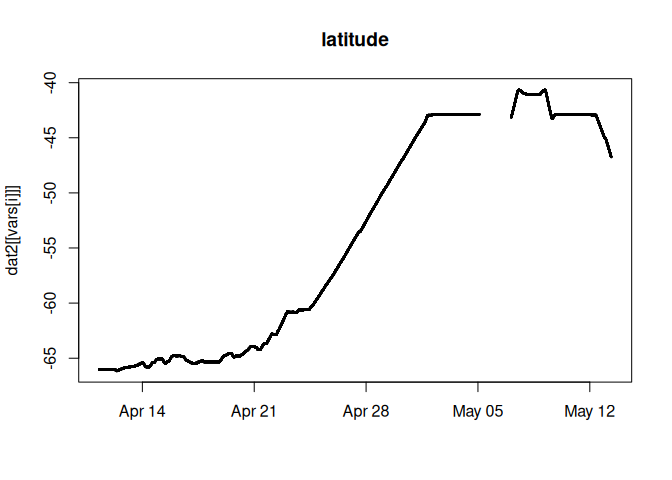 latitude
dat2[[vars[i]]]
-40
-45
-50
-55
-60
-65
Apr 14
Apr 21
Apr 28
May 05
May 12